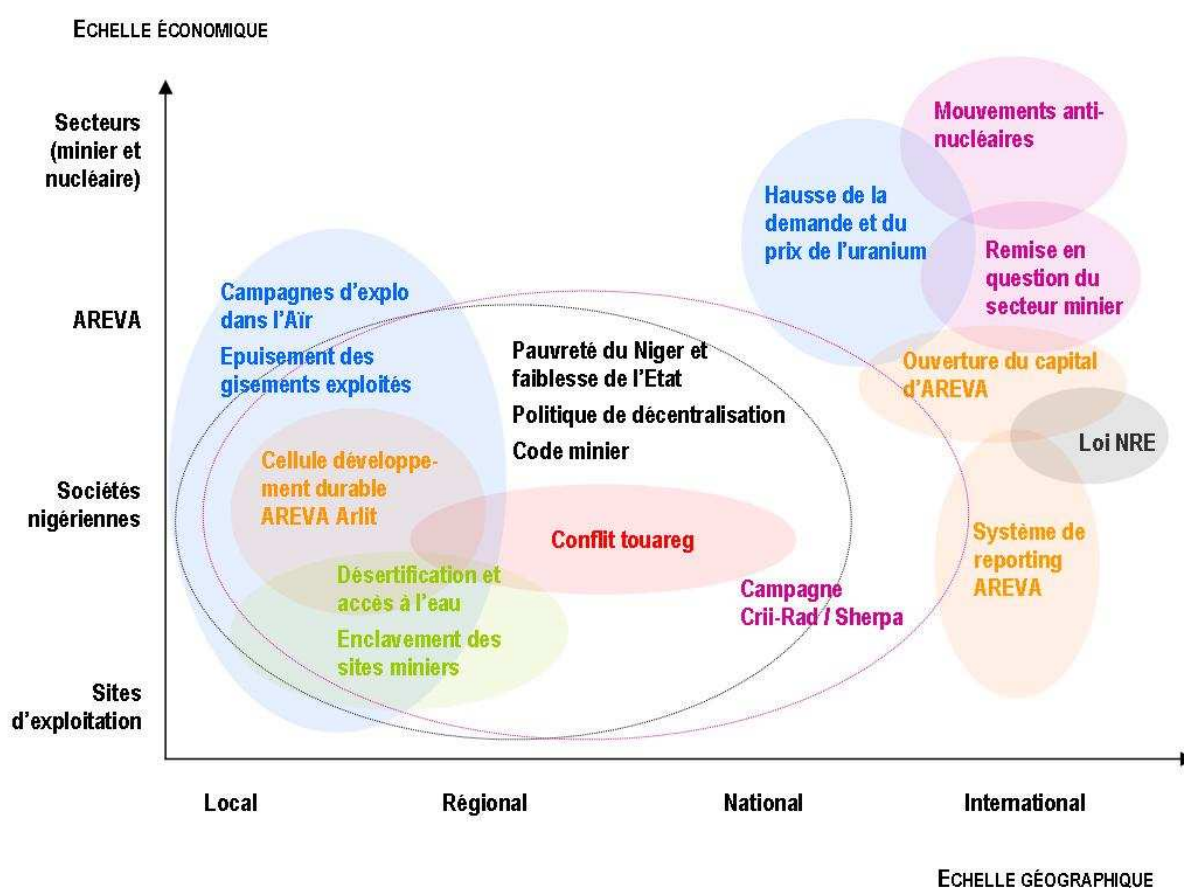 ECHELLE ÉCONOMIQUE
Secteurs
(minier et
nucléaire)
AREVA
Sociétés
nigériennes
Sites
d'exploitation
Mouvements anti-
nucléaires
Hausse de la
demande et du
prix de l'uranium
Remise en
question du
secteur minier
Campagnes d'explo
dans l'Aïr
Epuisement des
gisements exploités
Pauvreté du Niger et
faiblesse de l'Etat
Politique de décentralisation
Code minier
Ouverture du capital
d'AREVA
Loi NRE
Cellule développe-
ment durable
AREVA Arlit
Conflit touareg
Système de
reporting
AREVA
Désertification et
accès à l'eau
Enclavement des
sites miniers
Campagne
Crii-Rad / Sherpa
Local
Régional
National
International
ECHELLE GÉOGRAPHIQUE